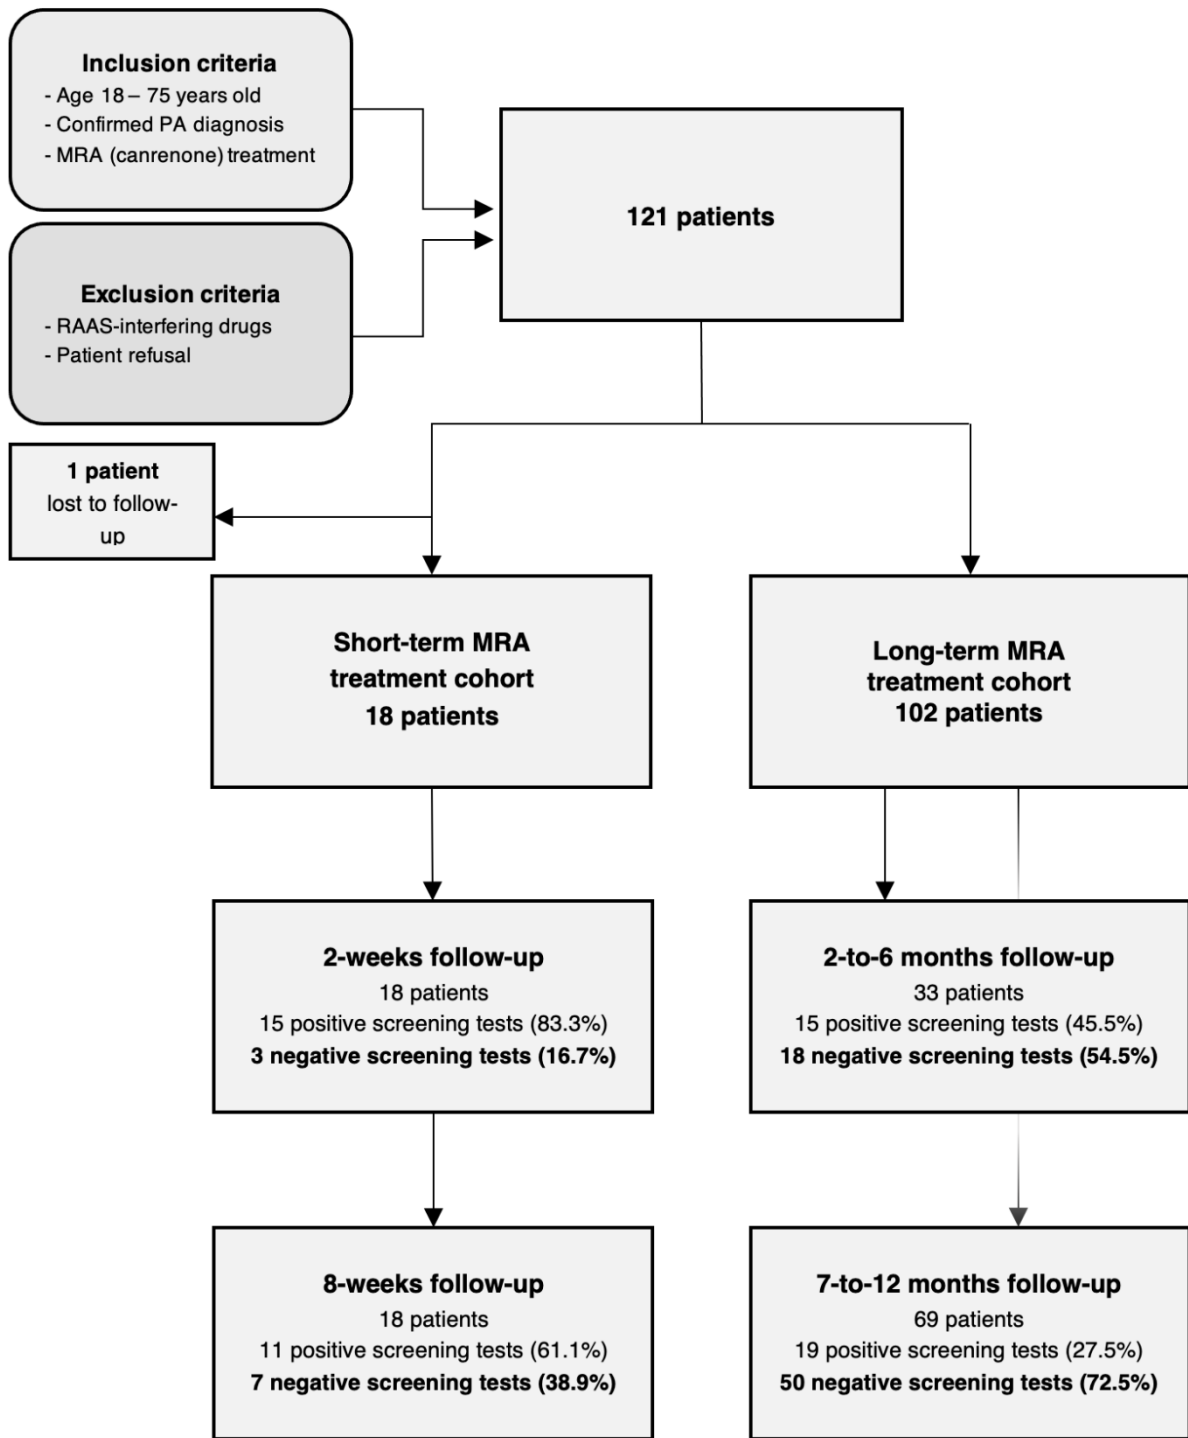 Inclusion criteria
- Age 18 – 75 years old
- Confirmed PA diagnosis
- MRA (canrenone) treatment
121 patients
Exclusion criteria
- RAAS-interfering drugs
- Patient refusal
1 patient
lost to follow-
up
Short-term MRA
treatment cohort
18 patients
Long-term MRA
treatment cohort
102 patients
2-weeks follow-up
18 patients
15 positive screening tests (83.3%)
3 negative screening tests (16.7%)
2-to-6 months follow-up
33 patients
15 positive screening tests (45.5%)
18 negative screening tests (54.5%)
8-weeks follow-up
18 patients
11 positive screening tests (61.1%)
7 negative screening tests (38.9%)
7-to-12 months follow-up
69 patients
19 positive screening tests (27.5%)
50 negative screening tests (72.5%)